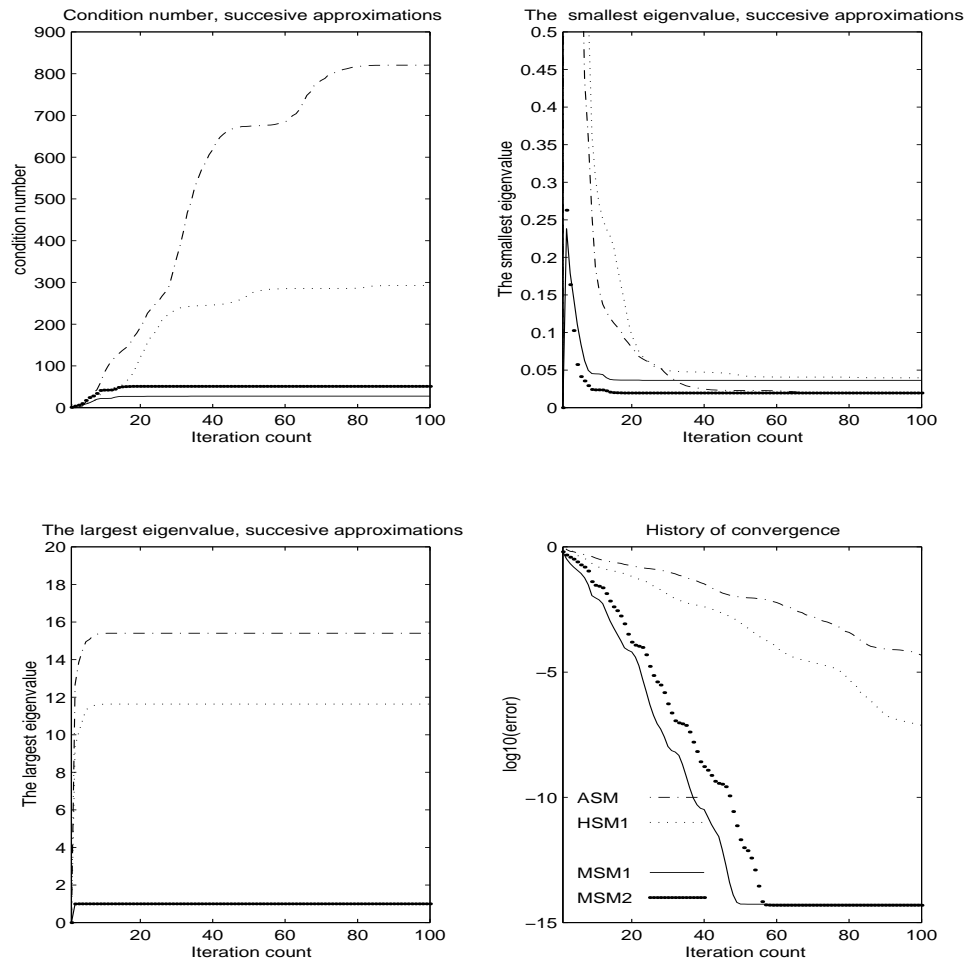 Condition number, succesive approximations
900
800
700
600
500
400
300
200
100
0
condition number
20 40 60 80 100
Iteration count
The smallest eigenvalue, succesive approximations
0.5
0.45
0.4
0.35
0.3
0.25
0.2
0.15
0.1
0.05
0
The smallest eigenvalue
20 40 60 80 100
Iteration count
The largest eigenvalue, succesive approximations
20
18
16
14
12
10
8
6
4
2
0
The largest eigenvalue
20 40 60 80 100
Iteration count
History of convergence
0
−5
−10
−15
log10(error)
ASM
HSM1
MSM1
MSM2
20 40 60 80 100
Iteration count